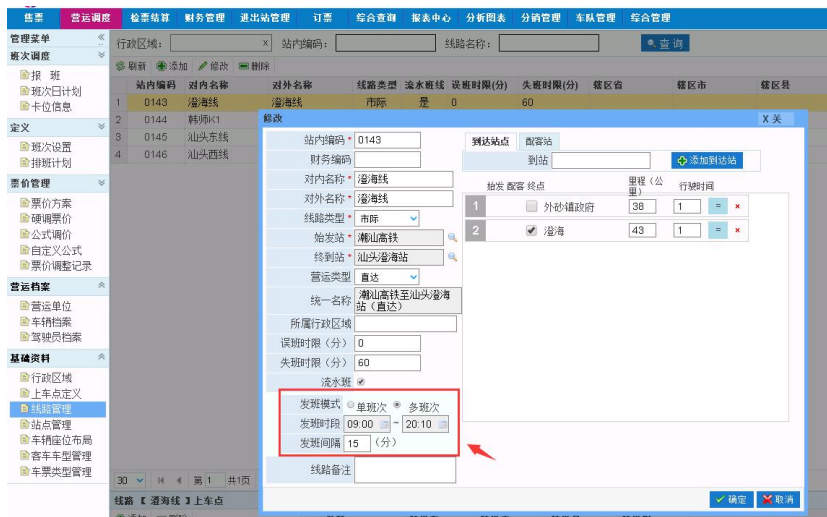 售票 营运调度 检票结算 财务管理 进出站管理 订票 综合查询 报表中心 分析图表 分销管理 车队管理 综合管理
管理菜单
行政区域: x 站内编码: 线路名称: 查询
班次调度
刷新 添加 修改 删除
报 班
班次日计划
卡位信息
定义
班次设置
排班计划
票价管理
票价方案
硬调票价
公式调价
自定义公式
票价调整记录
营运档案
营运单位
车辆档案
驾驶员档案
基础资料
行政区域
上车点定义
线路管理
站点管理
车辆座位布局
客车车型管理
车票类型管理
站内编码 对内名称 对外名称 线路类型 流水班线 误班时限(分) 失班时限(分) 辖区省 辖区市 辖区县
1 0143 澄海线 澄海线 市际 是 0 60
2 0144 韩师K1
3 0145 汕头东线
4 0146 汕头西线
修改 X 关
站内编码 * 0143
财务编码
对内名称 * 澄海线
对外名称 * 澄海线
线路类型 * 市际
始发站 * 潮汕高铁
终到站 * 汕头澄海站
营运类型 直达
统一名称 潮汕高铁至汕头澄海
站（直达）
所属行政区域
误班时限（分） 0
失班时限（分） 60
流水班
发班模式 单班次 多班次
发班时段 09:00 ~ 20:10
发班间隔 15 （分）
线路备注
到达站点 配客站
到站 添加到达站
始发 配客 终点 里程（公
里） 行驶时间
1 外砂镇政府 38 1 = ×
2 澄海 43 1 = ×
确定 取消
30 第 1 共1页
线路【 澄海线 】上车点